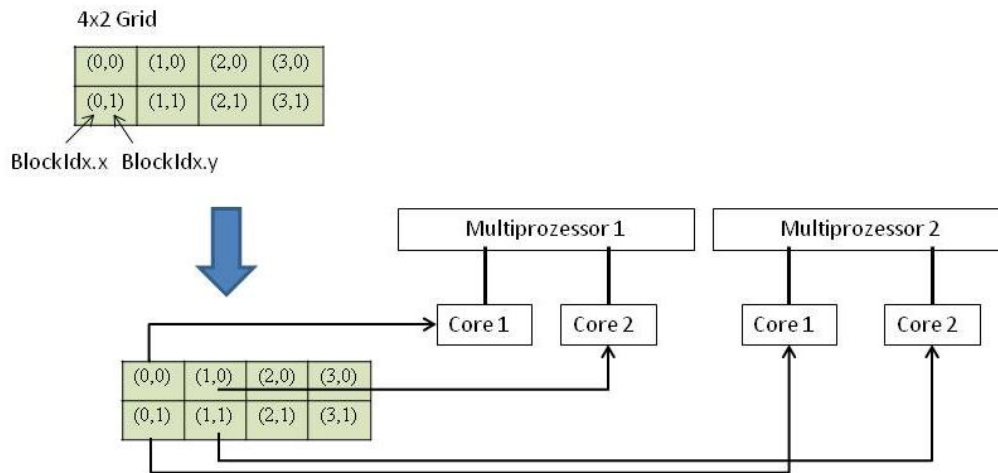 4x2 Grid
(0,0) (1,0) (2,0) (3,0)
(0,1) (1,1) (2,1) (3,1)
BlockIdx.x BlockIdx.y
Multiprozessor 1 Multiprozessor 2
Core 1 Core 2 Core 1 Core 2
(0,0) (1,0) (2,0) (3,0)
(0,1) (1,1) (2,1) (3,1)